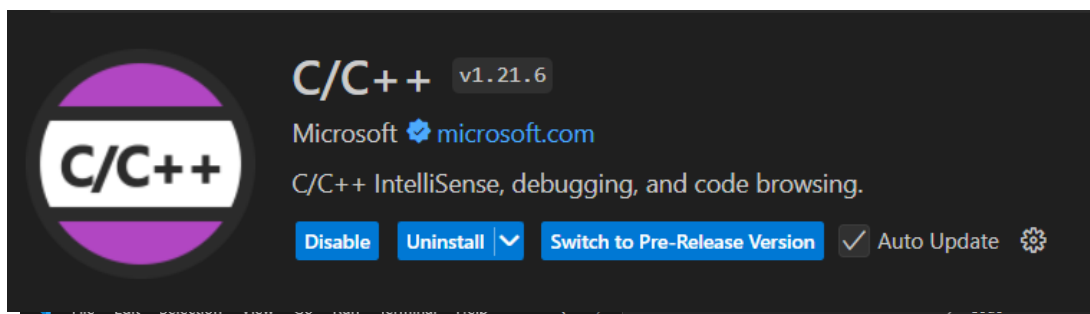 C/C++ v1.21.6
Microsoft microsoft.com
C/C++
C/C++ IntelliSense, debugging, and code browsing.
Disable Uninstall Switch to Pre-Release Version Auto Update